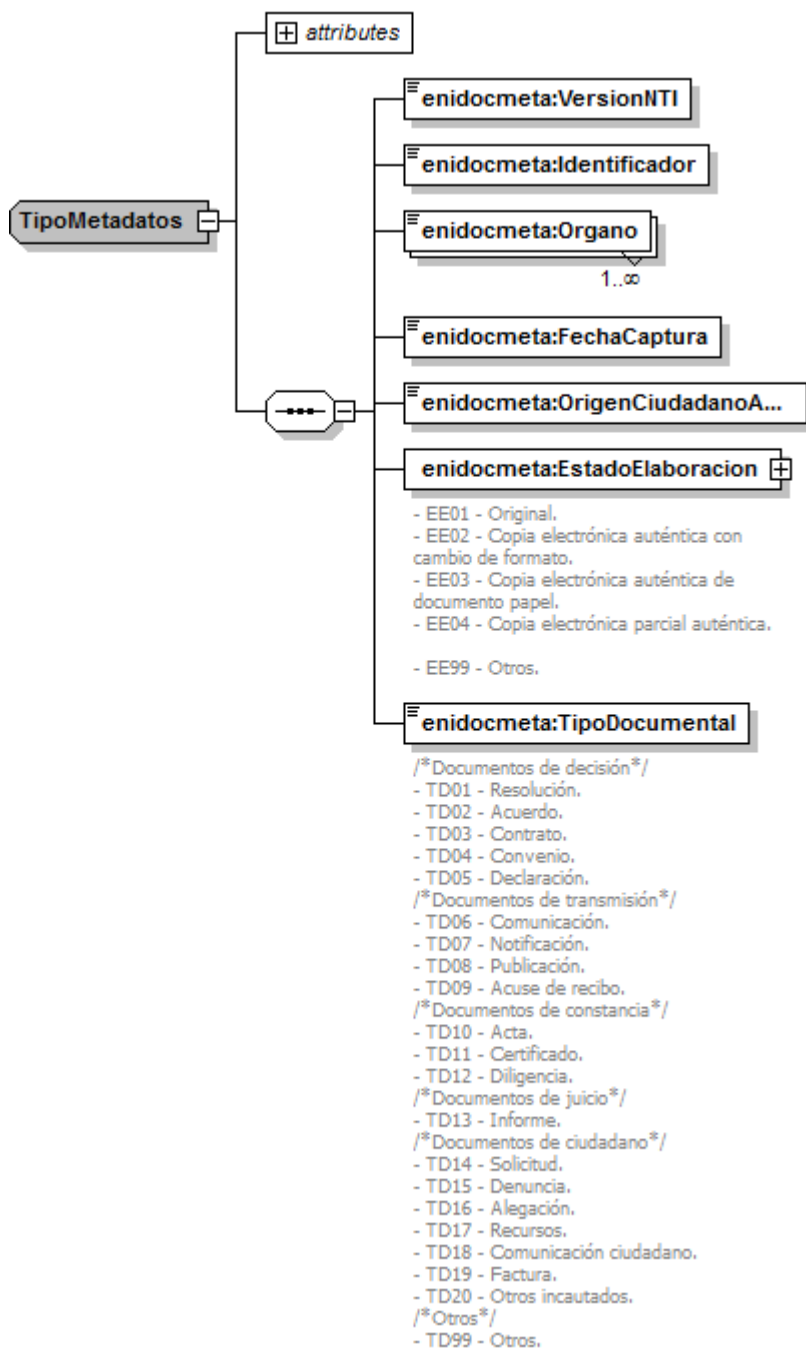 attributes
enidocmeta:VersionNTI
enidocmeta:Identificador
TipoMetadatos
enidocmeta:Organo
1..∞
enidocmeta:FechaCaptura
enidocmeta:OrigenCiudadanoA...
enidocmeta:EstadoElaboracion
- EE01 - Original.
- EE02 - Copia electrónica auténtica con
cambio de formato.
- EE03 - Copia electrónica auténtica de
documento papel.
- EE04 - Copia electrónica parcial auténtica.
- EE99 - Otros.
enidocmeta:TipoDocumental
/*Documentos de decisión*/
- TD01 - Resolución.
- TD02 - Acuerdo.
- TD03 - Contrato.
- TD04 - Convenio.
- TD05 - Declaración.
/*Documentos de transmisión*/
- TD06 - Comunicación.
- TD07 - Notificación.
- TD08 - Publicación.
- TD09 - Acuse de recibo.
/*Documentos de constancia*/
- TD10 - Acta.
- TD11 - Certificado.
- TD12 - Diligencia.
/*Documentos de juicio*/
- TD13 - Informe.
/*Documentos de ciudadano*/
- TD14 - Solicitud.
- TD15 - Denuncia.
- TD16 - Alegación.
- TD17 - Recursos.
- TD18 - Comunicación ciudadano.
- TD19 - Factura.
- TD20 - Otros incautados.
/*Otros*/
- TD99 - Otros.